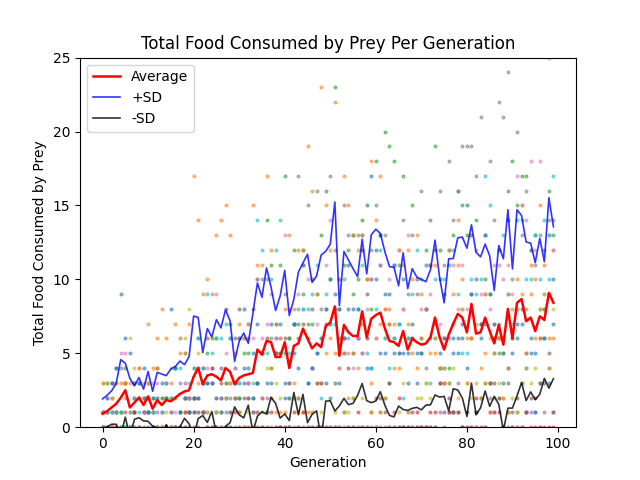 Total Food Consumed by Prey Per Generation
Average
+SD
-SD
Total Food Consumed by Prey
25
20
15
10
5
0
0 20 40 60 80 100
Generation